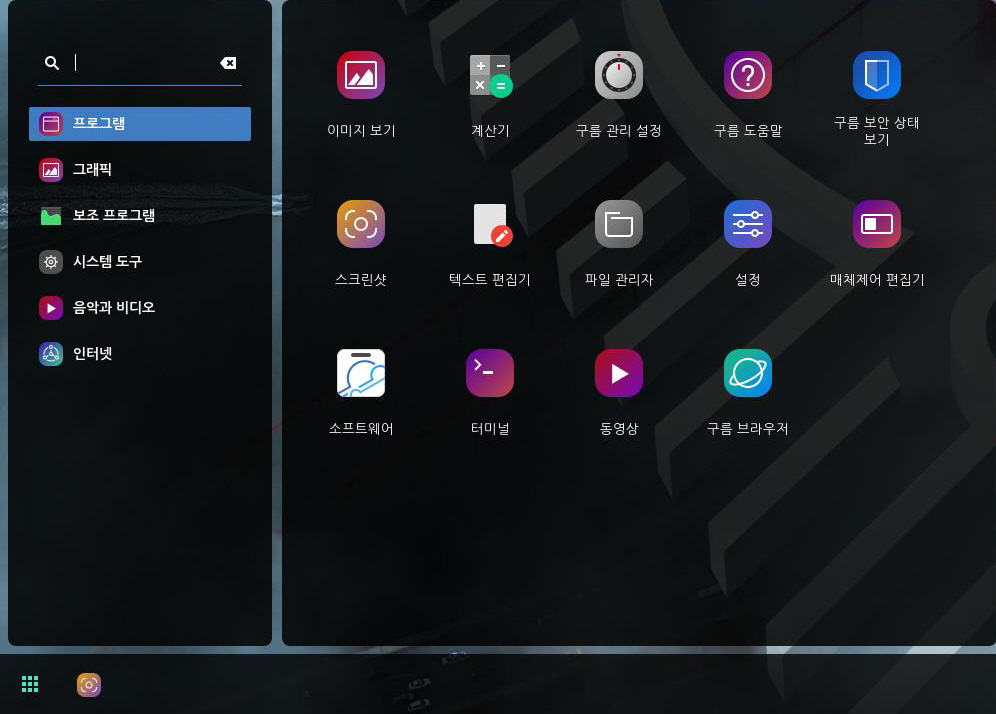 프로그램
그래픽
보조 프로그램
시스템 도구
음악과 비디오
인터넷
이미지 보기
계산기
구름 관리 설정
구름 도움말
구름 보안 상태
보기
스크린샷
텍스트 편집기
파일 관리자
설정
매체제어 편집기
소프트웨어
터미널
동영상
구름 브라우저